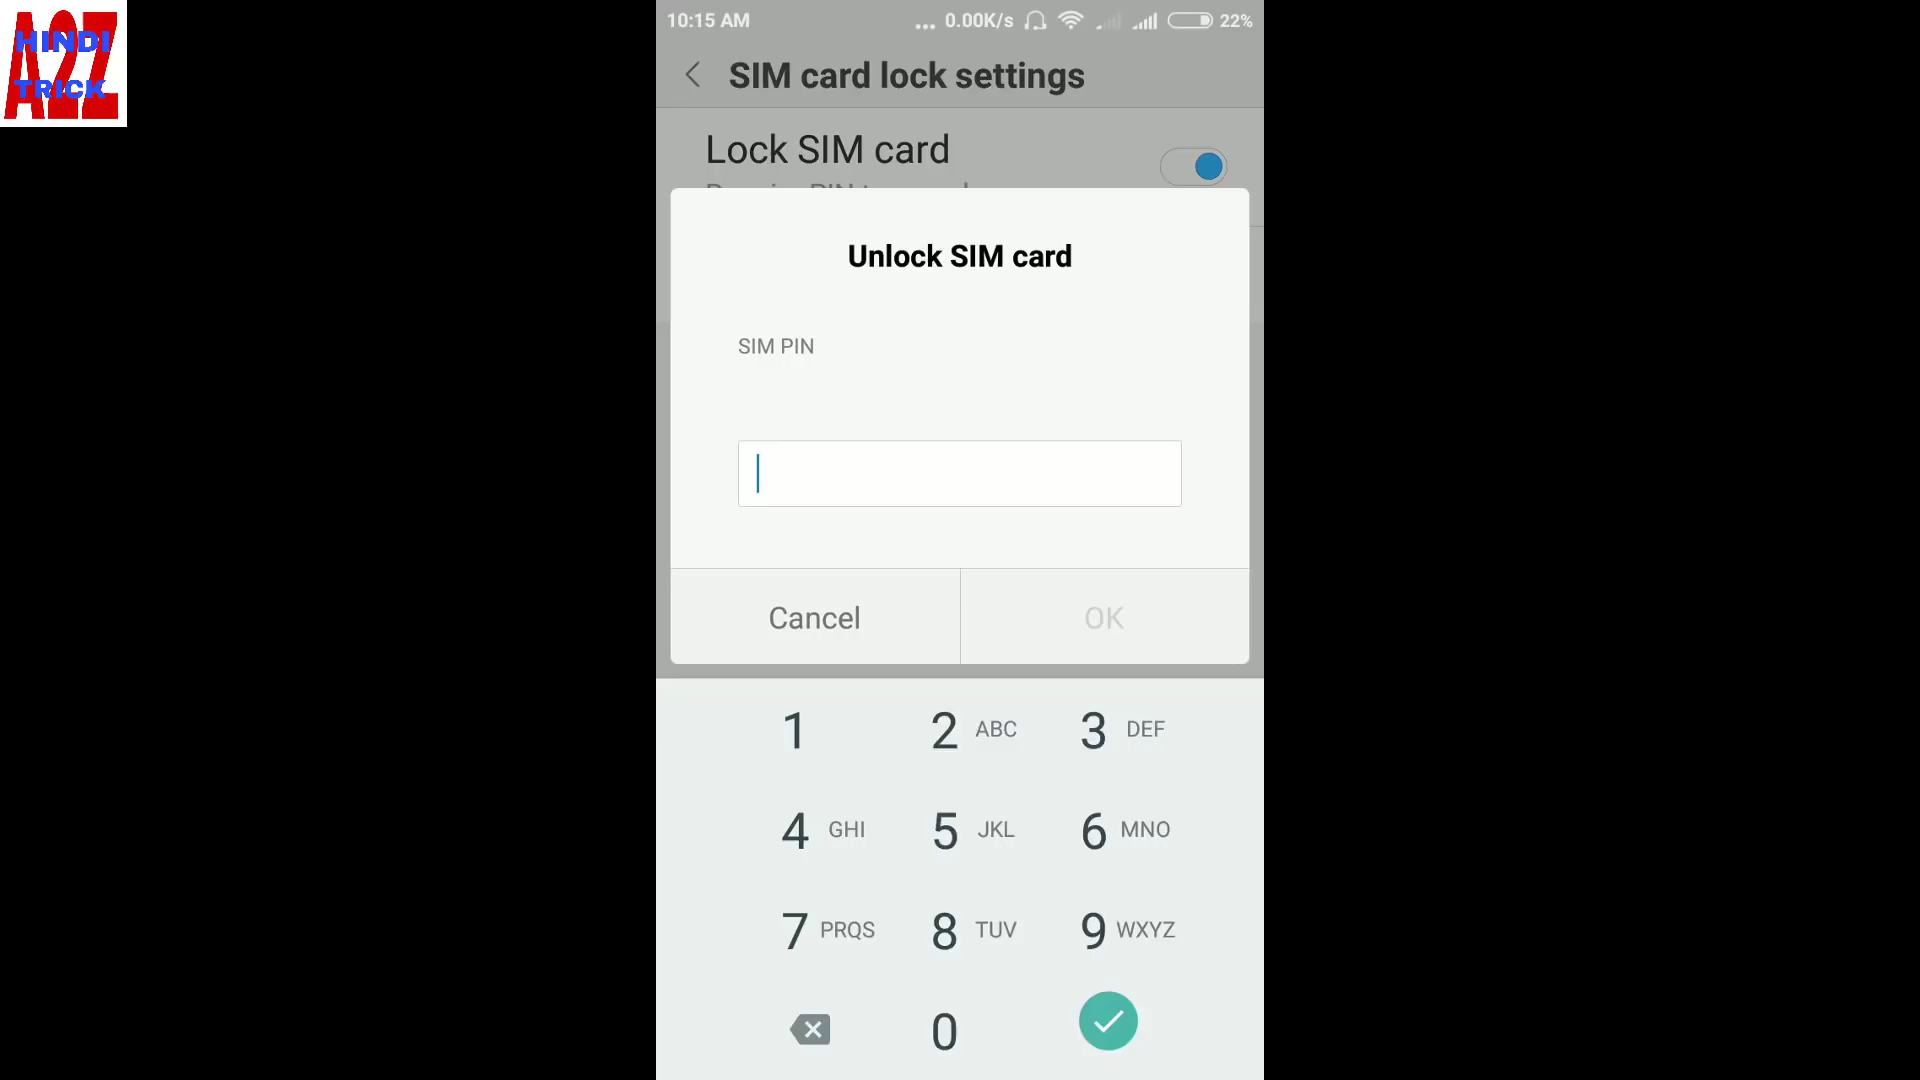 HINDI
A2Z
TRICK
10:15 AM ... 0.00K/s 22%
SIM card lock settings
Lock SIM card
Unlock SIM card
SIM PIN
Cancel OK
1 2 ABC 3 DEF
4 GHI 5 JKL 6 MNO
7 PRQS 8 TUV 9 WXYZ
0